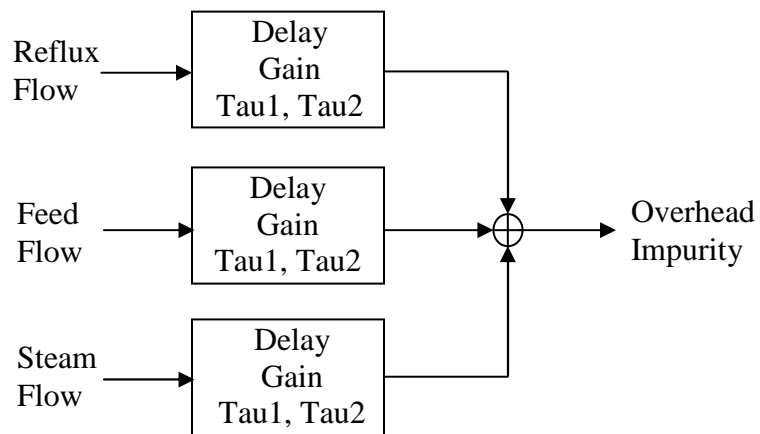 Reflux
Flow
Delay
Gain
Tau1, Tau2
Feed
Flow
Delay
Gain
Tau1, Tau2
Overhead
Impurity
Steam
Flow
Delay
Gain
Tau1, Tau2